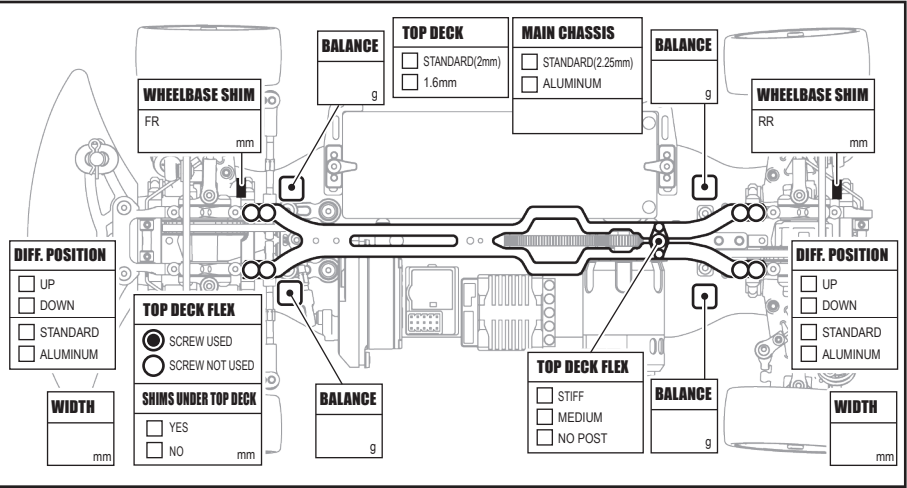 BALANCE
g
TOP DECK
STANDARD(2mm)
1.6mm
MAIN CHASSIS
STANDARD(2.25mm)
ALUMINUM
BALANCE
g
WHEELBASE SHIM
FR
mm
WHEELBASE SHIM
RR
mm
DIFF. POSITION
UP
DOWN
STANDARD
ALUMINUM
TOP DECK FLEX
SCREW USED
SCREW NOT USED
SHIMS UNDER TOP DECK
YES
NO mm
WIDTH
mm
BALANCE
g
TOP DECK FLEX
STIFF
MEDIUM
NO POST
BALANCE
g
DIFF. POSITION
UP
DOWN
STANDARD
ALUMINUM
WIDTH
mm